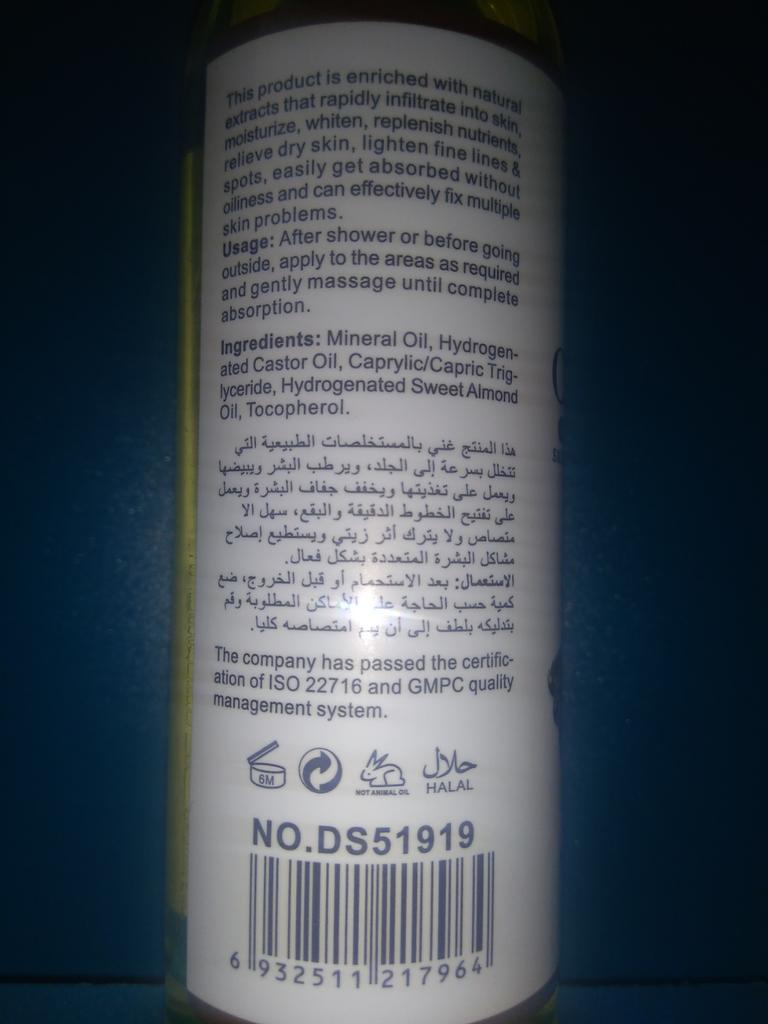 This product is enriched with natural
extracts that rapidly infiltrate into skin,
moisturize, whiten, replenish nutrients,
relieve dry skin, lighten fine lines &
spots, easily get absorbed without
oiliness and can effectively fix multiple
skin problems.
Usage: After shower or before going
outside, apply to the areas as required
and gently massage until complete
absorption.
Ingredients: Mineral Oil, Hydrogen-
ated Castor Oil, Caprylic/Capric Trig-
lyceride, Hydrogenated Sweet Almond
Oil, Tocopherol.
هذا المنتج غني بالمستخلصات الطبيعية التي
تتخلل بسرعة إلى الجلد، ويرطب البشر ويبيضها
ويعمل على تغذيتها ويخفف جفاف البشرة ويعمل
على تفتيح الخطوط الدقيقة والبقع، سهل الا
متصاص ولا يترك أثر زيتي ويستطيع إصلاح
مشاكل البشرة المتعددة بشكل فعال.
الاستعمال: بعد الاستحمام أو قبل الخروج، ضع
كمية حسب الحاجة على الأماكن المطلوبة وقم
بتدليكه بلطف إلى أن يتم امتصاصه كليا.
The company has passed the certific-
ation of ISO 22716 and GMPC quality
management system.
6M
NOT ANIMAL OIL
حلال
HALAL
NO.DS51919
6 932511 217964